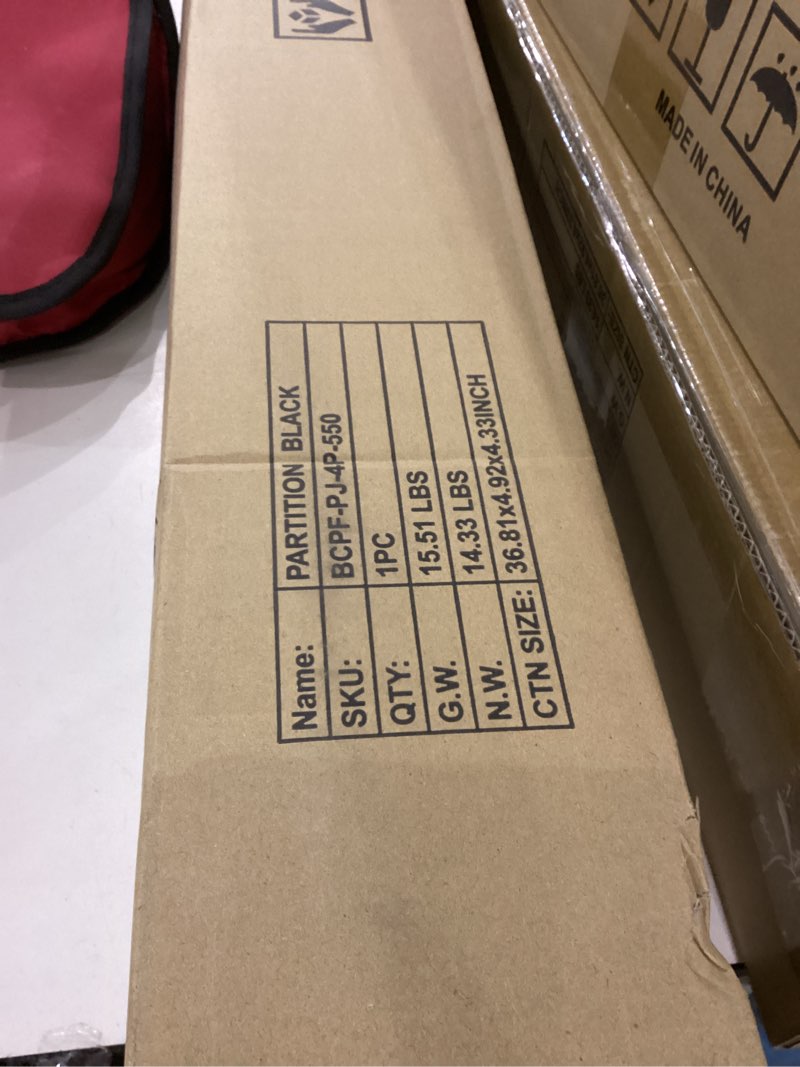 Name: PARTITION BLACK
SKU: BCPF-PJ-4P-550
QTY: 1PC
G.W. 15.51 LBS
N.W. 14.33 LBS
CTN SIZE: 36.81x4.92x4.33INCH
MADE IN CHINA